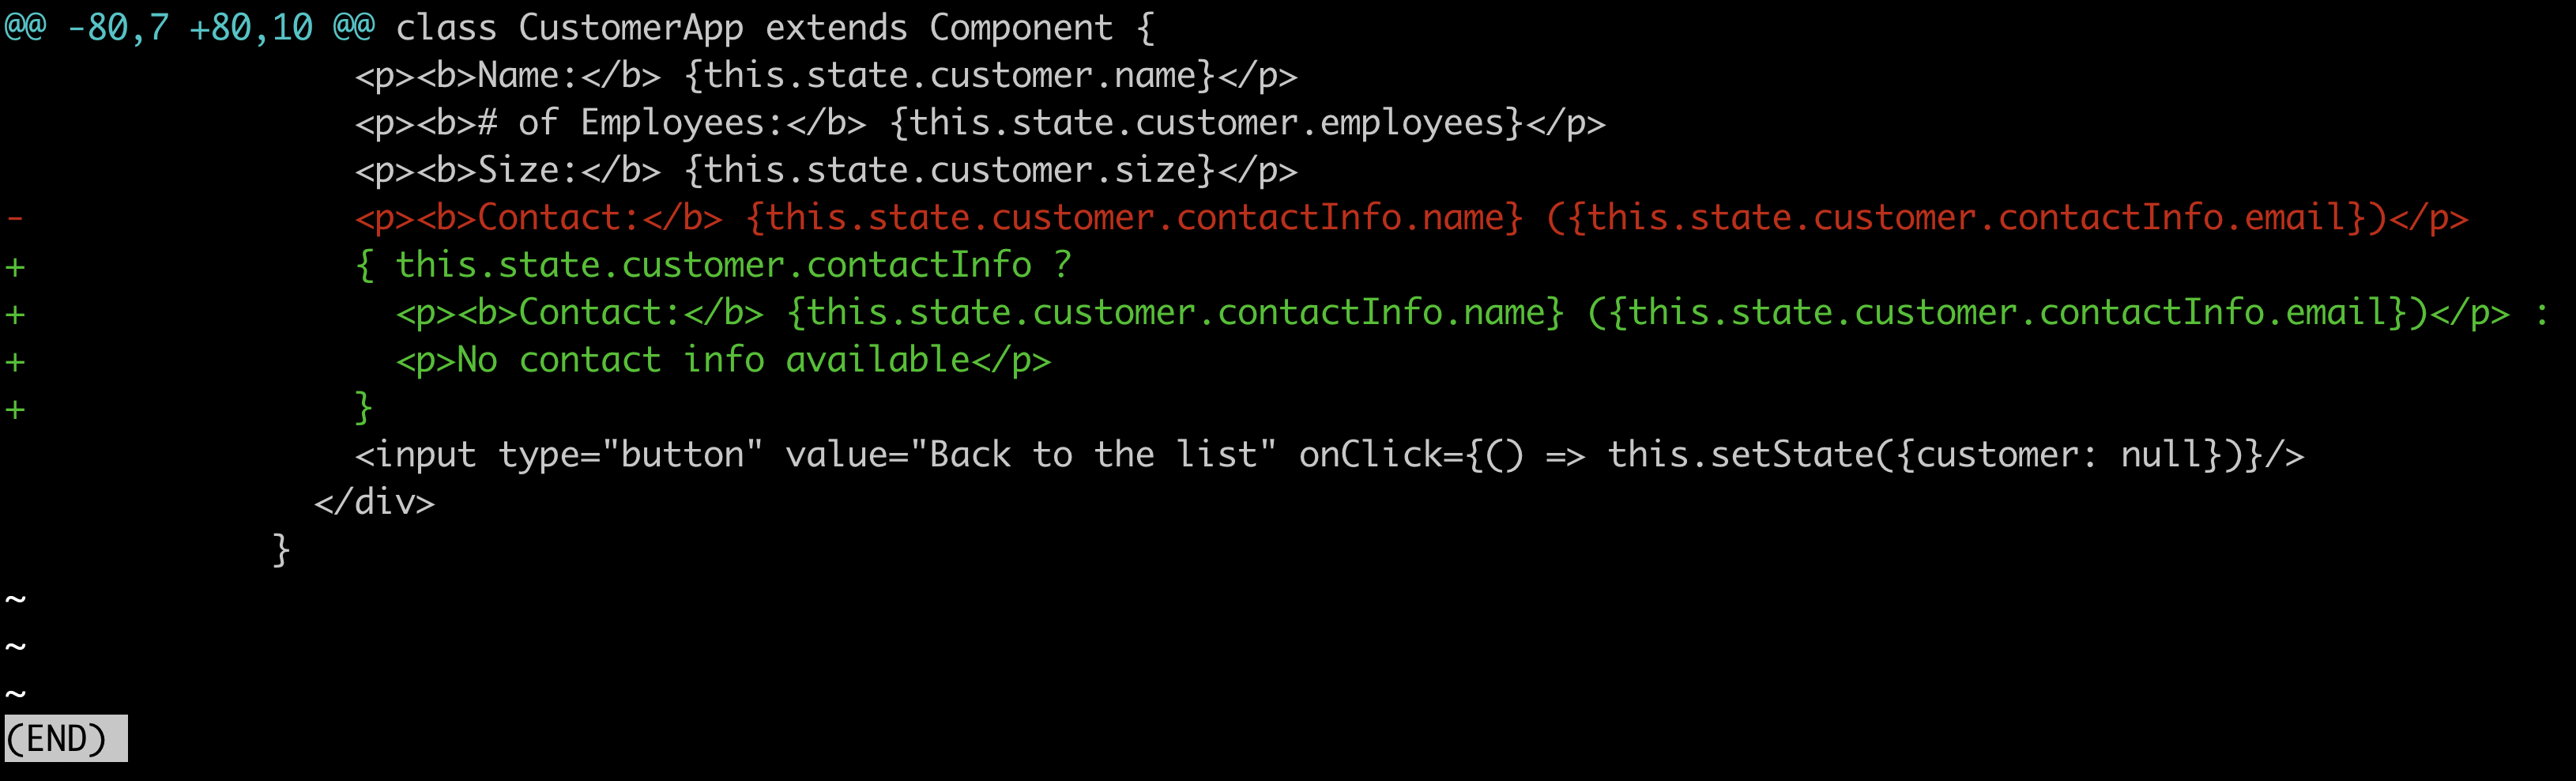 @@ -80,7 +80,10 @@ class CustomerApp extends Component {
                 <p><b>Name:</b> {this.state.customer.name}</p>
                 <p><b># of Employees:</b> {this.state.customer.employees}</p>
                 <p><b>Size:</b> {this.state.customer.size}</p>
-                <p><b>Contact:</b> {this.state.customer.contactInfo.name} ({this.state.customer.contactInfo.email})</p>
+                { this.state.customer.contactInfo ?
+                  <p><b>Contact:</b> {this.state.customer.contactInfo.name} ({this.state.customer.contactInfo.email})</p> :
+                  <p>No contact info available</p>
+                }
                 <input type="button" value="Back to the list" onClick={() => this.setState({customer: null})}/>
               </div>
             }
~
~
~
(END)